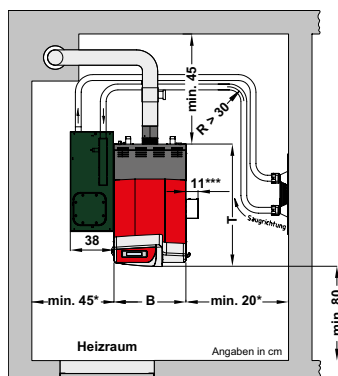 min. 45
R > 30
11***
T
Saugrichtung
38
min. 45*
B
min. 20*
min. 80
Heizraum
Angaben in cm